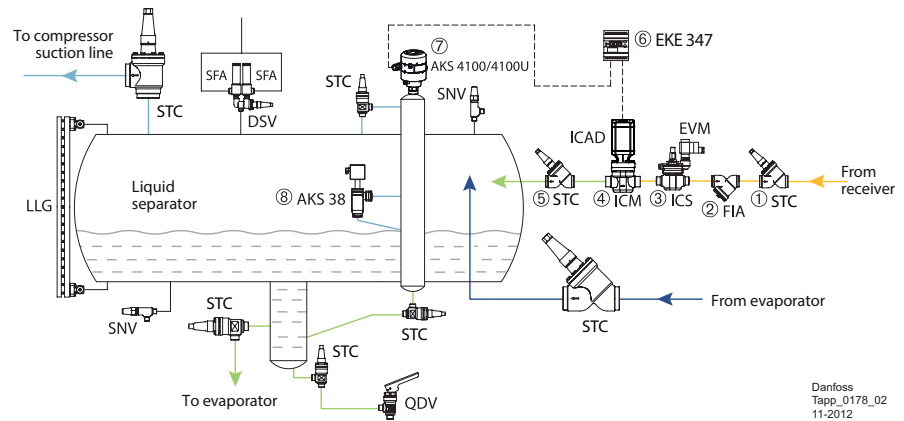 To compressor
suction line
STC
SFA
SFA
DSV
STC
⑦
AKS 4100/4100U
SNV
⑥ EKE 347
ICAD
EVM
From
receiver
⑤ STC
④ ICM
③ ICS
② FIA
① STC
LLG
Liquid
separator
⑧ AKS 38
From evaporator
STC
SNV
STC
STC
STC
To evaporator
QDV
Danfoss
Tapp_0178_02
11-2012